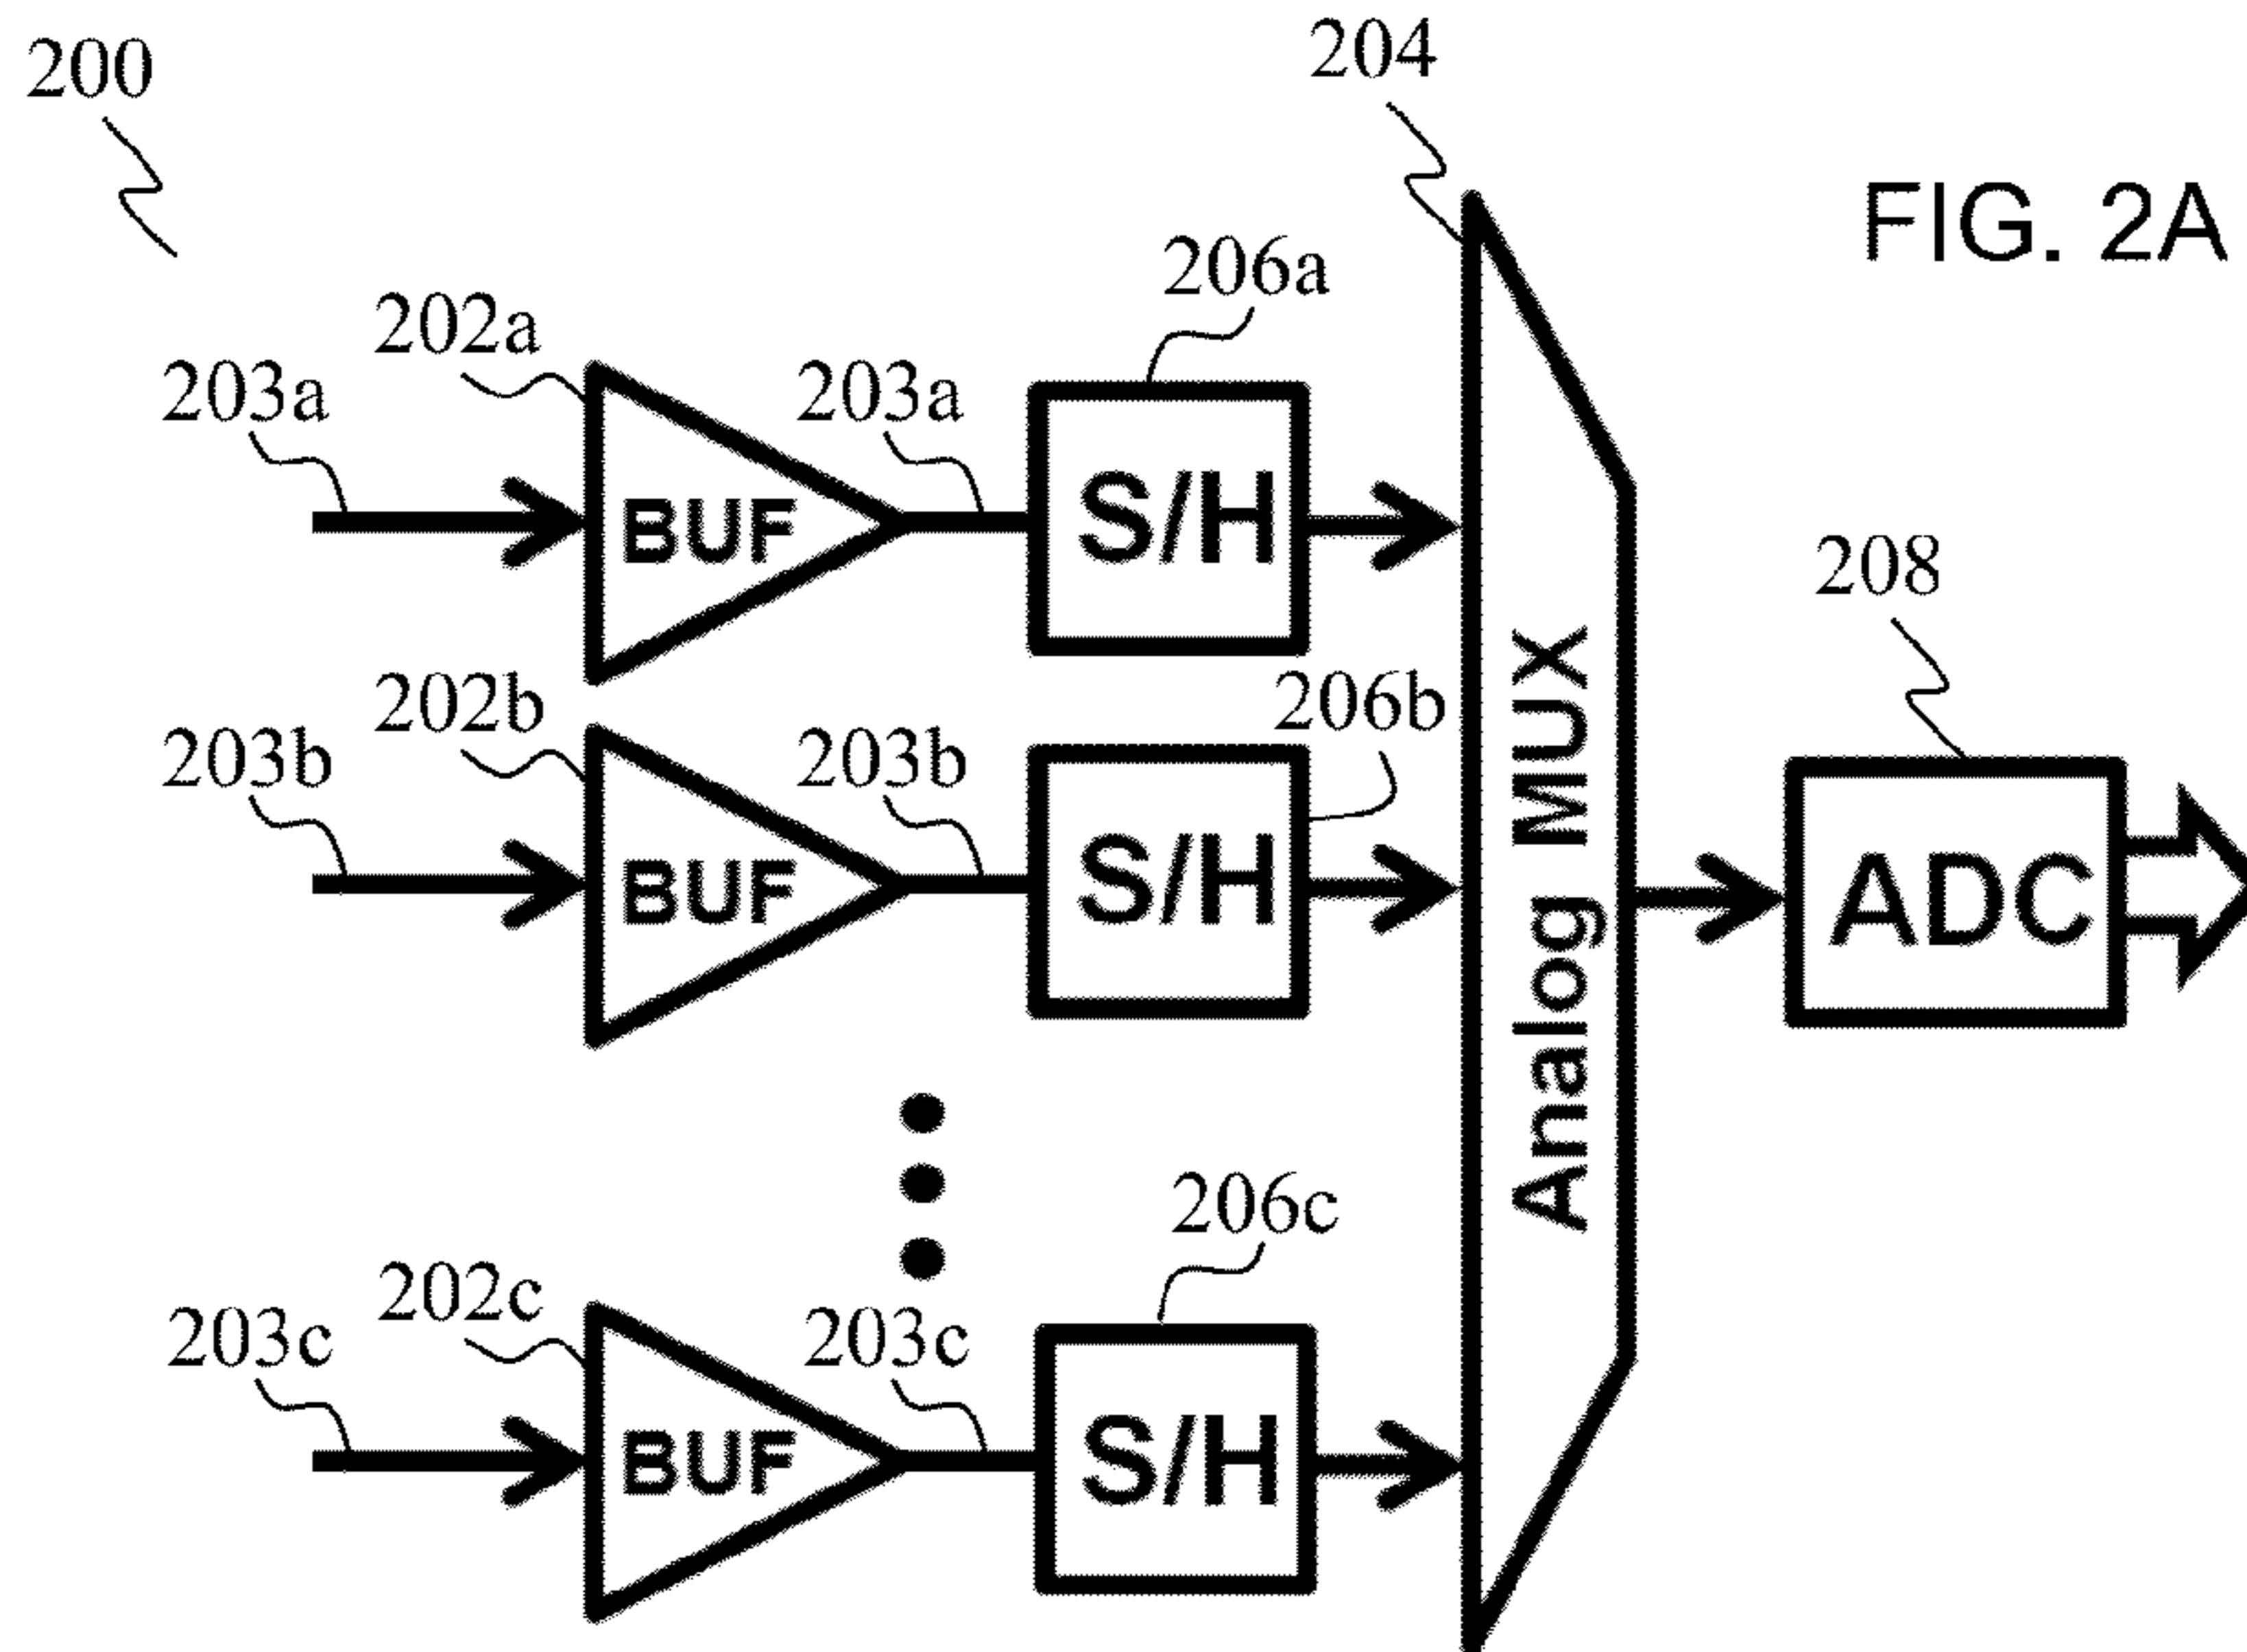 200
204
FIG. 2A
206a
202a
203a
203a
BUF
S/H
208
206b
202b
203b
203b
BUF
S/H
Analog MUX
ADC
206c
202c
203c
203c
BUF
S/H